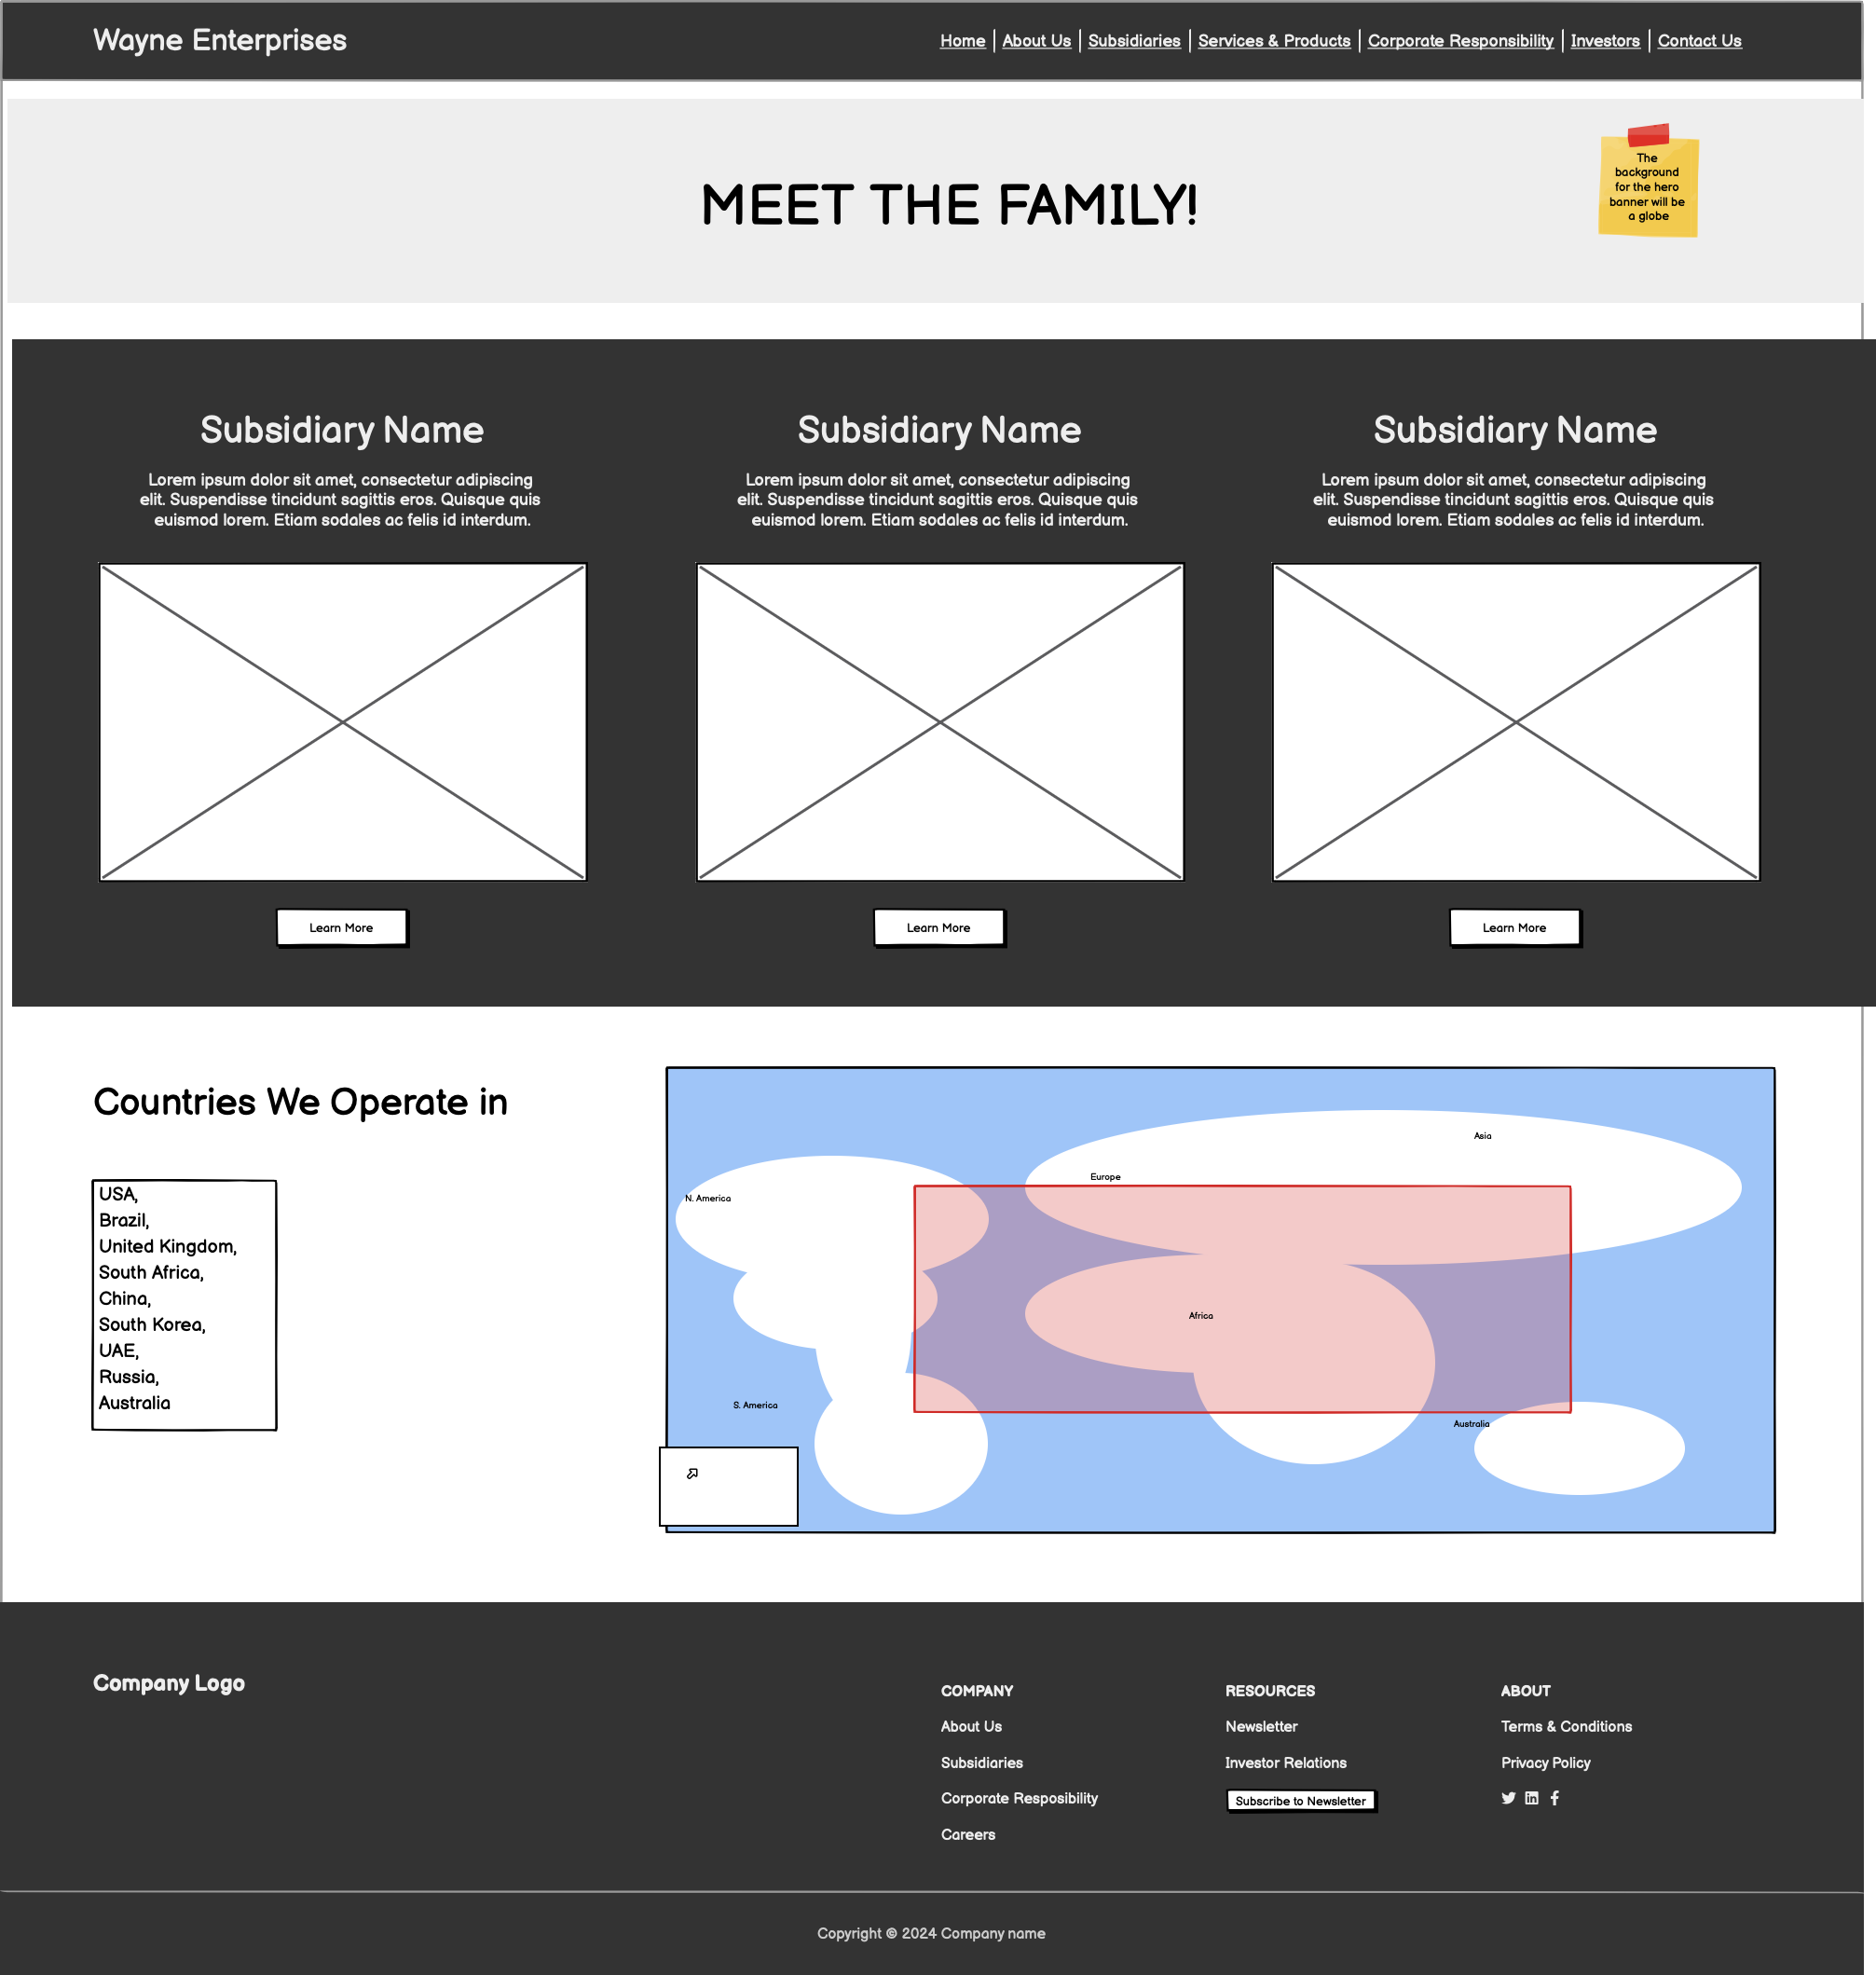 Wayne Enterprises
Home | About Us | Subsidiaries | Services & Products | Corporate Responsibility | Investors | Contact Us
The
background
for the hero
banner will be
a globe
MEET THE FAMILY!
Subsidiary Name
Lorem ipsum dolor sit amet, consectetur adipiscing
elit. Suspendisse tincidunt sagittis eros. Quisque quis
euismod lorem. Etiam sodales ac felis id interdum.
Learn More
Subsidiary Name
Lorem ipsum dolor sit amet, consectetur adipiscing
elit. Suspendisse tincidunt sagittis eros. Quisque quis
euismod lorem. Etiam sodales ac felis id interdum.
Learn More
Subsidiary Name
Lorem ipsum dolor sit amet, consectetur adipiscing
elit. Suspendisse tincidunt sagittis eros. Quisque quis
euismod lorem. Etiam sodales ac felis id interdum.
Learn More
Countries We Operate in
USA,
Brazil,
United Kingdom,
South Africa,
China,
South Korea,
UAE,
Russia,
Australia
Asia
Europe
N. America
Africa
S. America
Australia
Company Logo
COMPANY
About Us
Subsidiaries
Corporate Resposibility
Careers
RESOURCES
Newsletter
Investor Relations
Subscribe to Newsletter
ABOUT
Terms & Conditions
Privacy Policy
Copyright © 2024 Company name